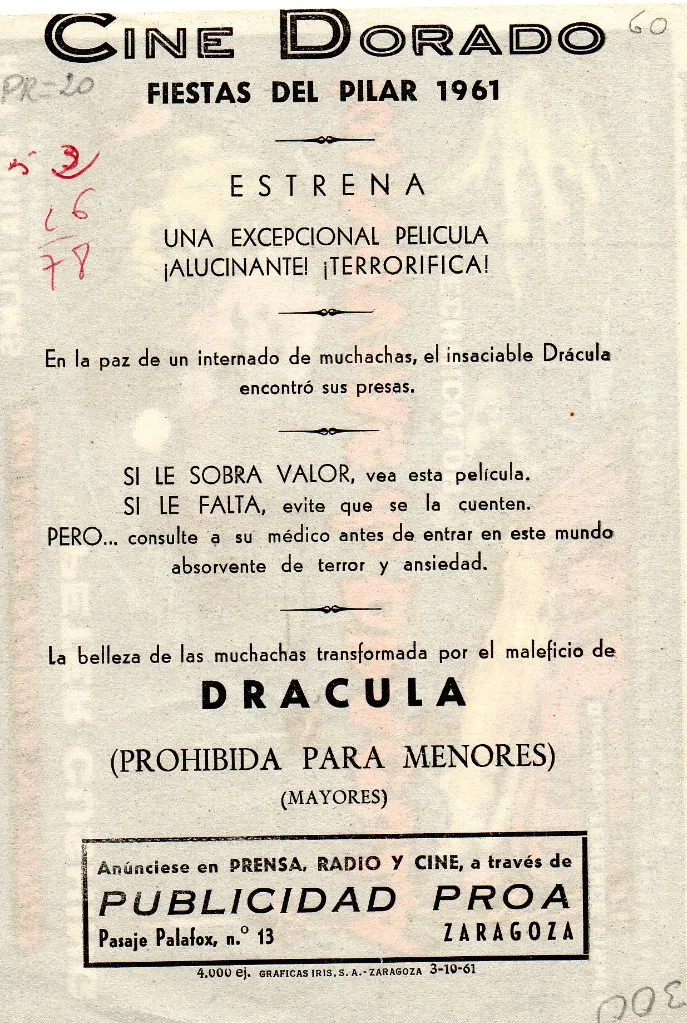 CINE DORADO
60
PR=20
FIESTAS DEL PILAR 1961
ESTRENA
UNA EXCEPCIONAL PELICULA
¡ALUCINANTE! ¡TERRORIFICA!
78
En la paz de un internado de muchachas, el insaciable Drácula
encontró sus presas.
SI LE SOBRA VALOR, vea esta película.
SI LE FALTA, evite que se la cuenten.
PERO... consulte a su médico antes de entrar en este mundo
absorvente de terror y ansiedad.
La belleza de las muchachas transformada por el maleficio de
DRACULA
(PROHIBIDA PARA MENORES)
(MAYORES)
Anúnciese en PRENSA, RADIO Y CINE, a través de
PUBLICIDAD PROA
Pasaje Palafox, n.º 13 ZARAGOZA
4.000 ej. GRAFICAS IRIS, S. A. - ZARAGOZA 3-10-61
300